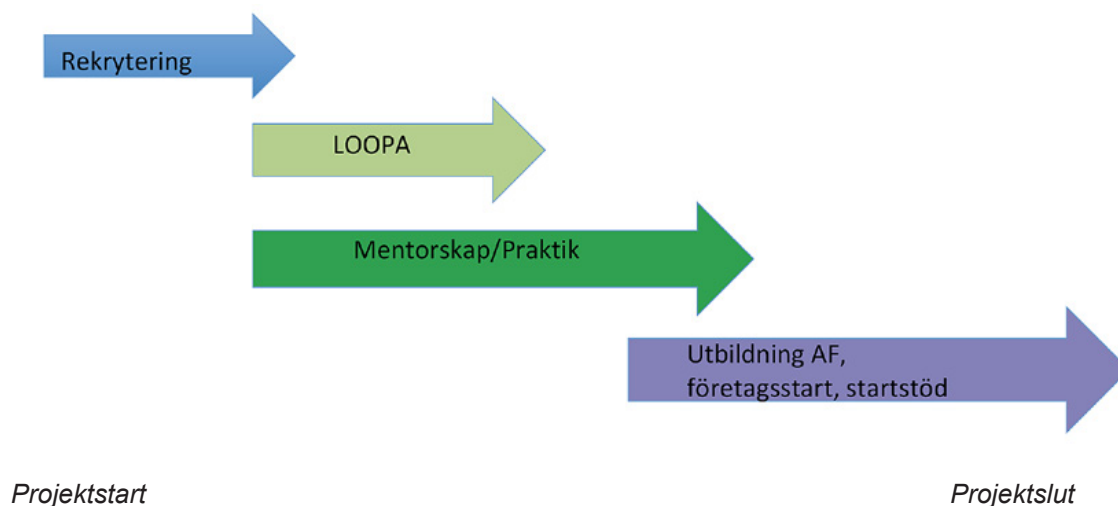 Rekrytering
LOOPA
Mentorskap/Praktik
Utbildning AF,
företagsstart, startstöd
Projektstart
Projektslut